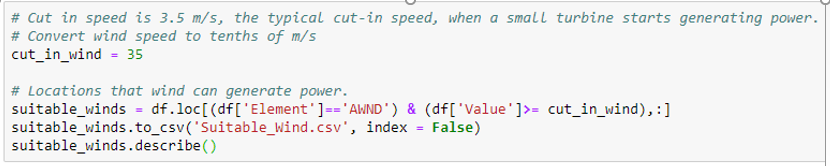 # Cut in speed is 3.5 m/s, the typical cut-in speed, when a small turbine starts generating power.
# Convert wind speed to tenths of m/s
cut_in_wind = 35
# Locations that wind can generate power.
suitable_winds = df.loc[(df['Element']=='AWND') & (df['Value']>= cut_in_wind),:]
suitable_winds.to_csv('Suitable_Wind.csv', index = False)
suitable_winds.describe()